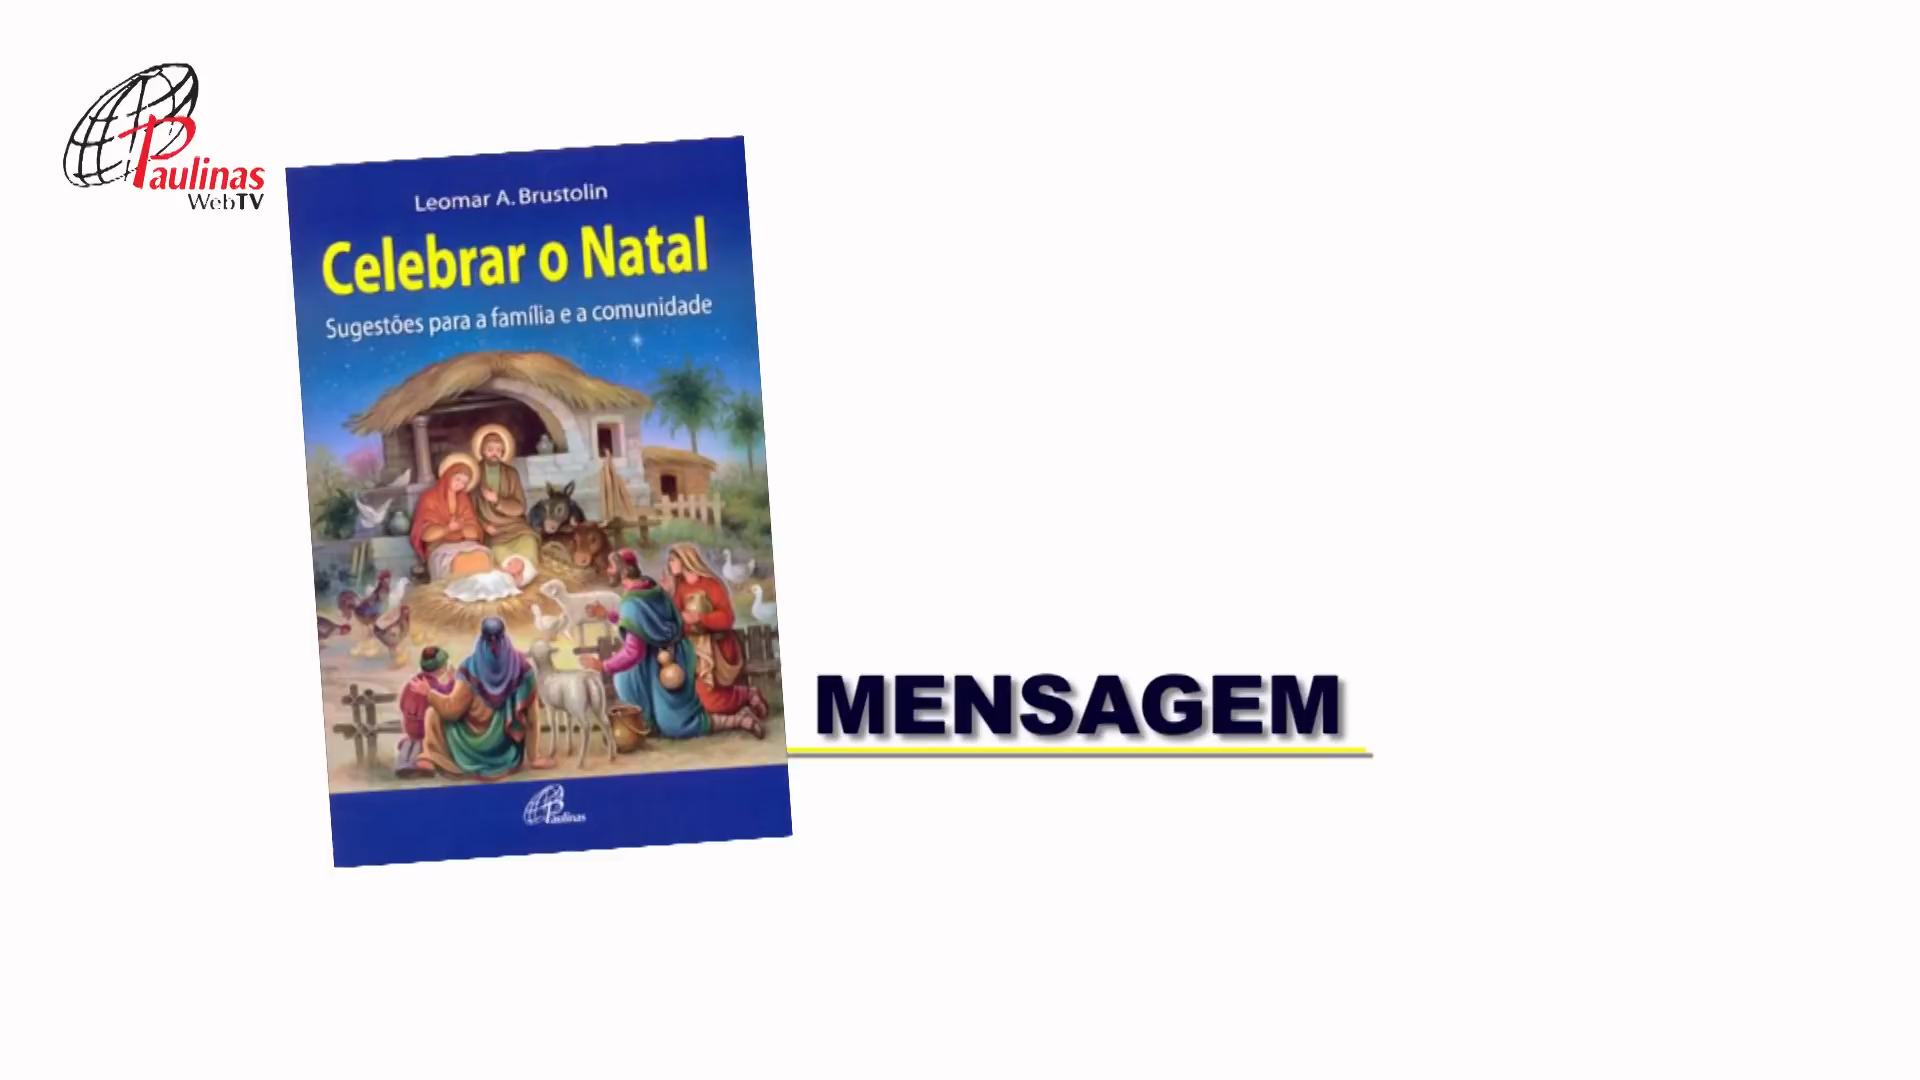 Paulinas
WebTV
Leomar A. Brustolin
Celebrar o Natal
Sugestões para a família e a comunidade
MENSAGEM
Paulinas